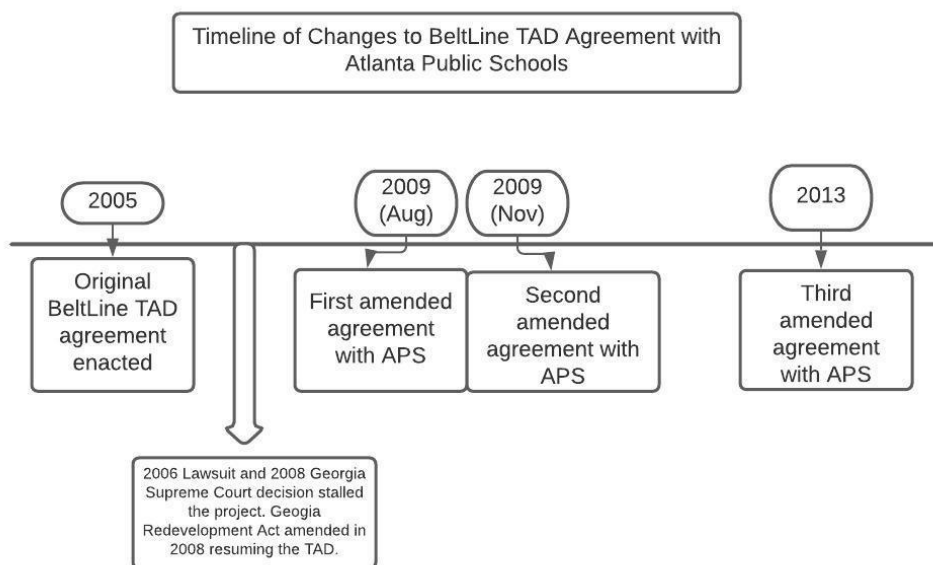 Timeline of Changes to BeltLine TAD Agreement with
Atlanta Public Schools
2005
2009
(Aug)
2009
(Nov)
2013
Original
BeltLine TAD
agreement
enacted
First amended
agreement
with APS
Second
amended
agreement with
APS
Third
amended
agreement
with APS
2006 Lawsuit and 2008 Georgia
Supreme Court decision stalled
the project. Geogia
Redevelopment Act amended in
2008 resuming the TAD.